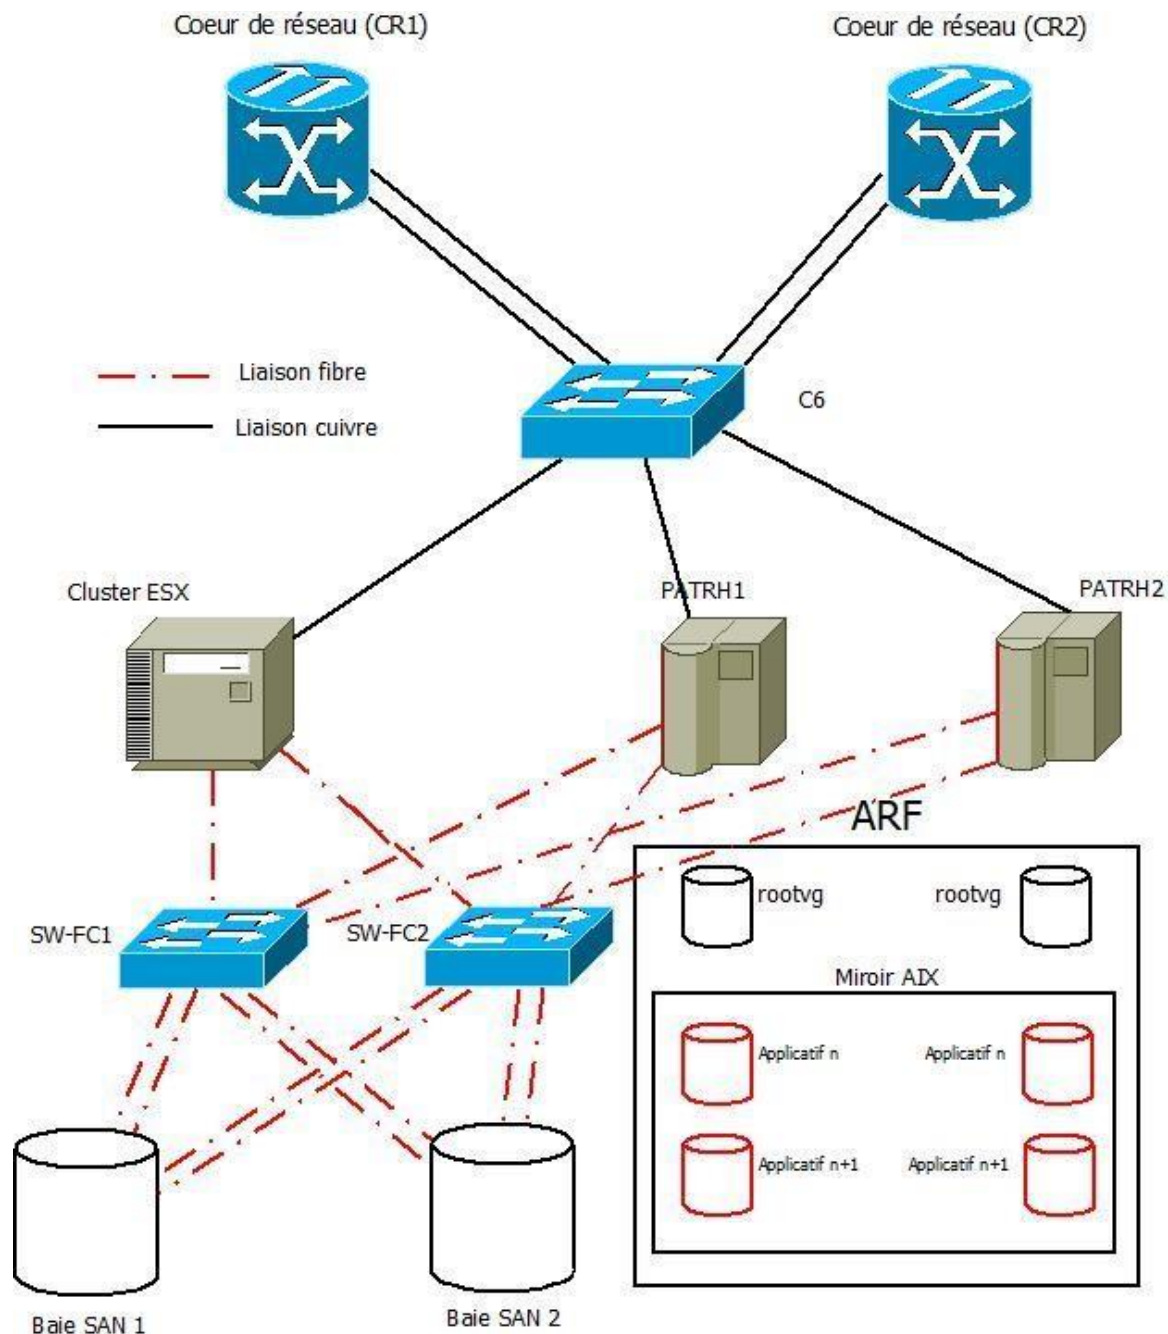 Coeur de réseau (CR1)
Coeur de réseau (CR2)
Liaison fibre
C6
Liaison cuivre
Cluster ESX
PATRH1
PATRH2
ARF
rootvg
rootvg
SW-FC1
SW-FC2
Miroir AIX
Applicatif n
Applicatif n
Applicatif n+1
Applicatif n+1
Baie SAN 1
Baie SAN 2